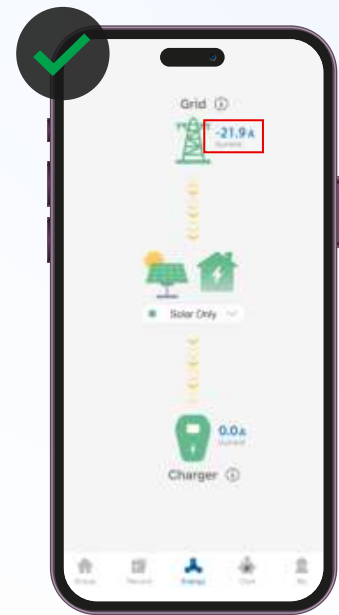 Grid ⓘ
-21.9A
Current
Solar Only
0.0A
Current
Charger ⓘ
Energy